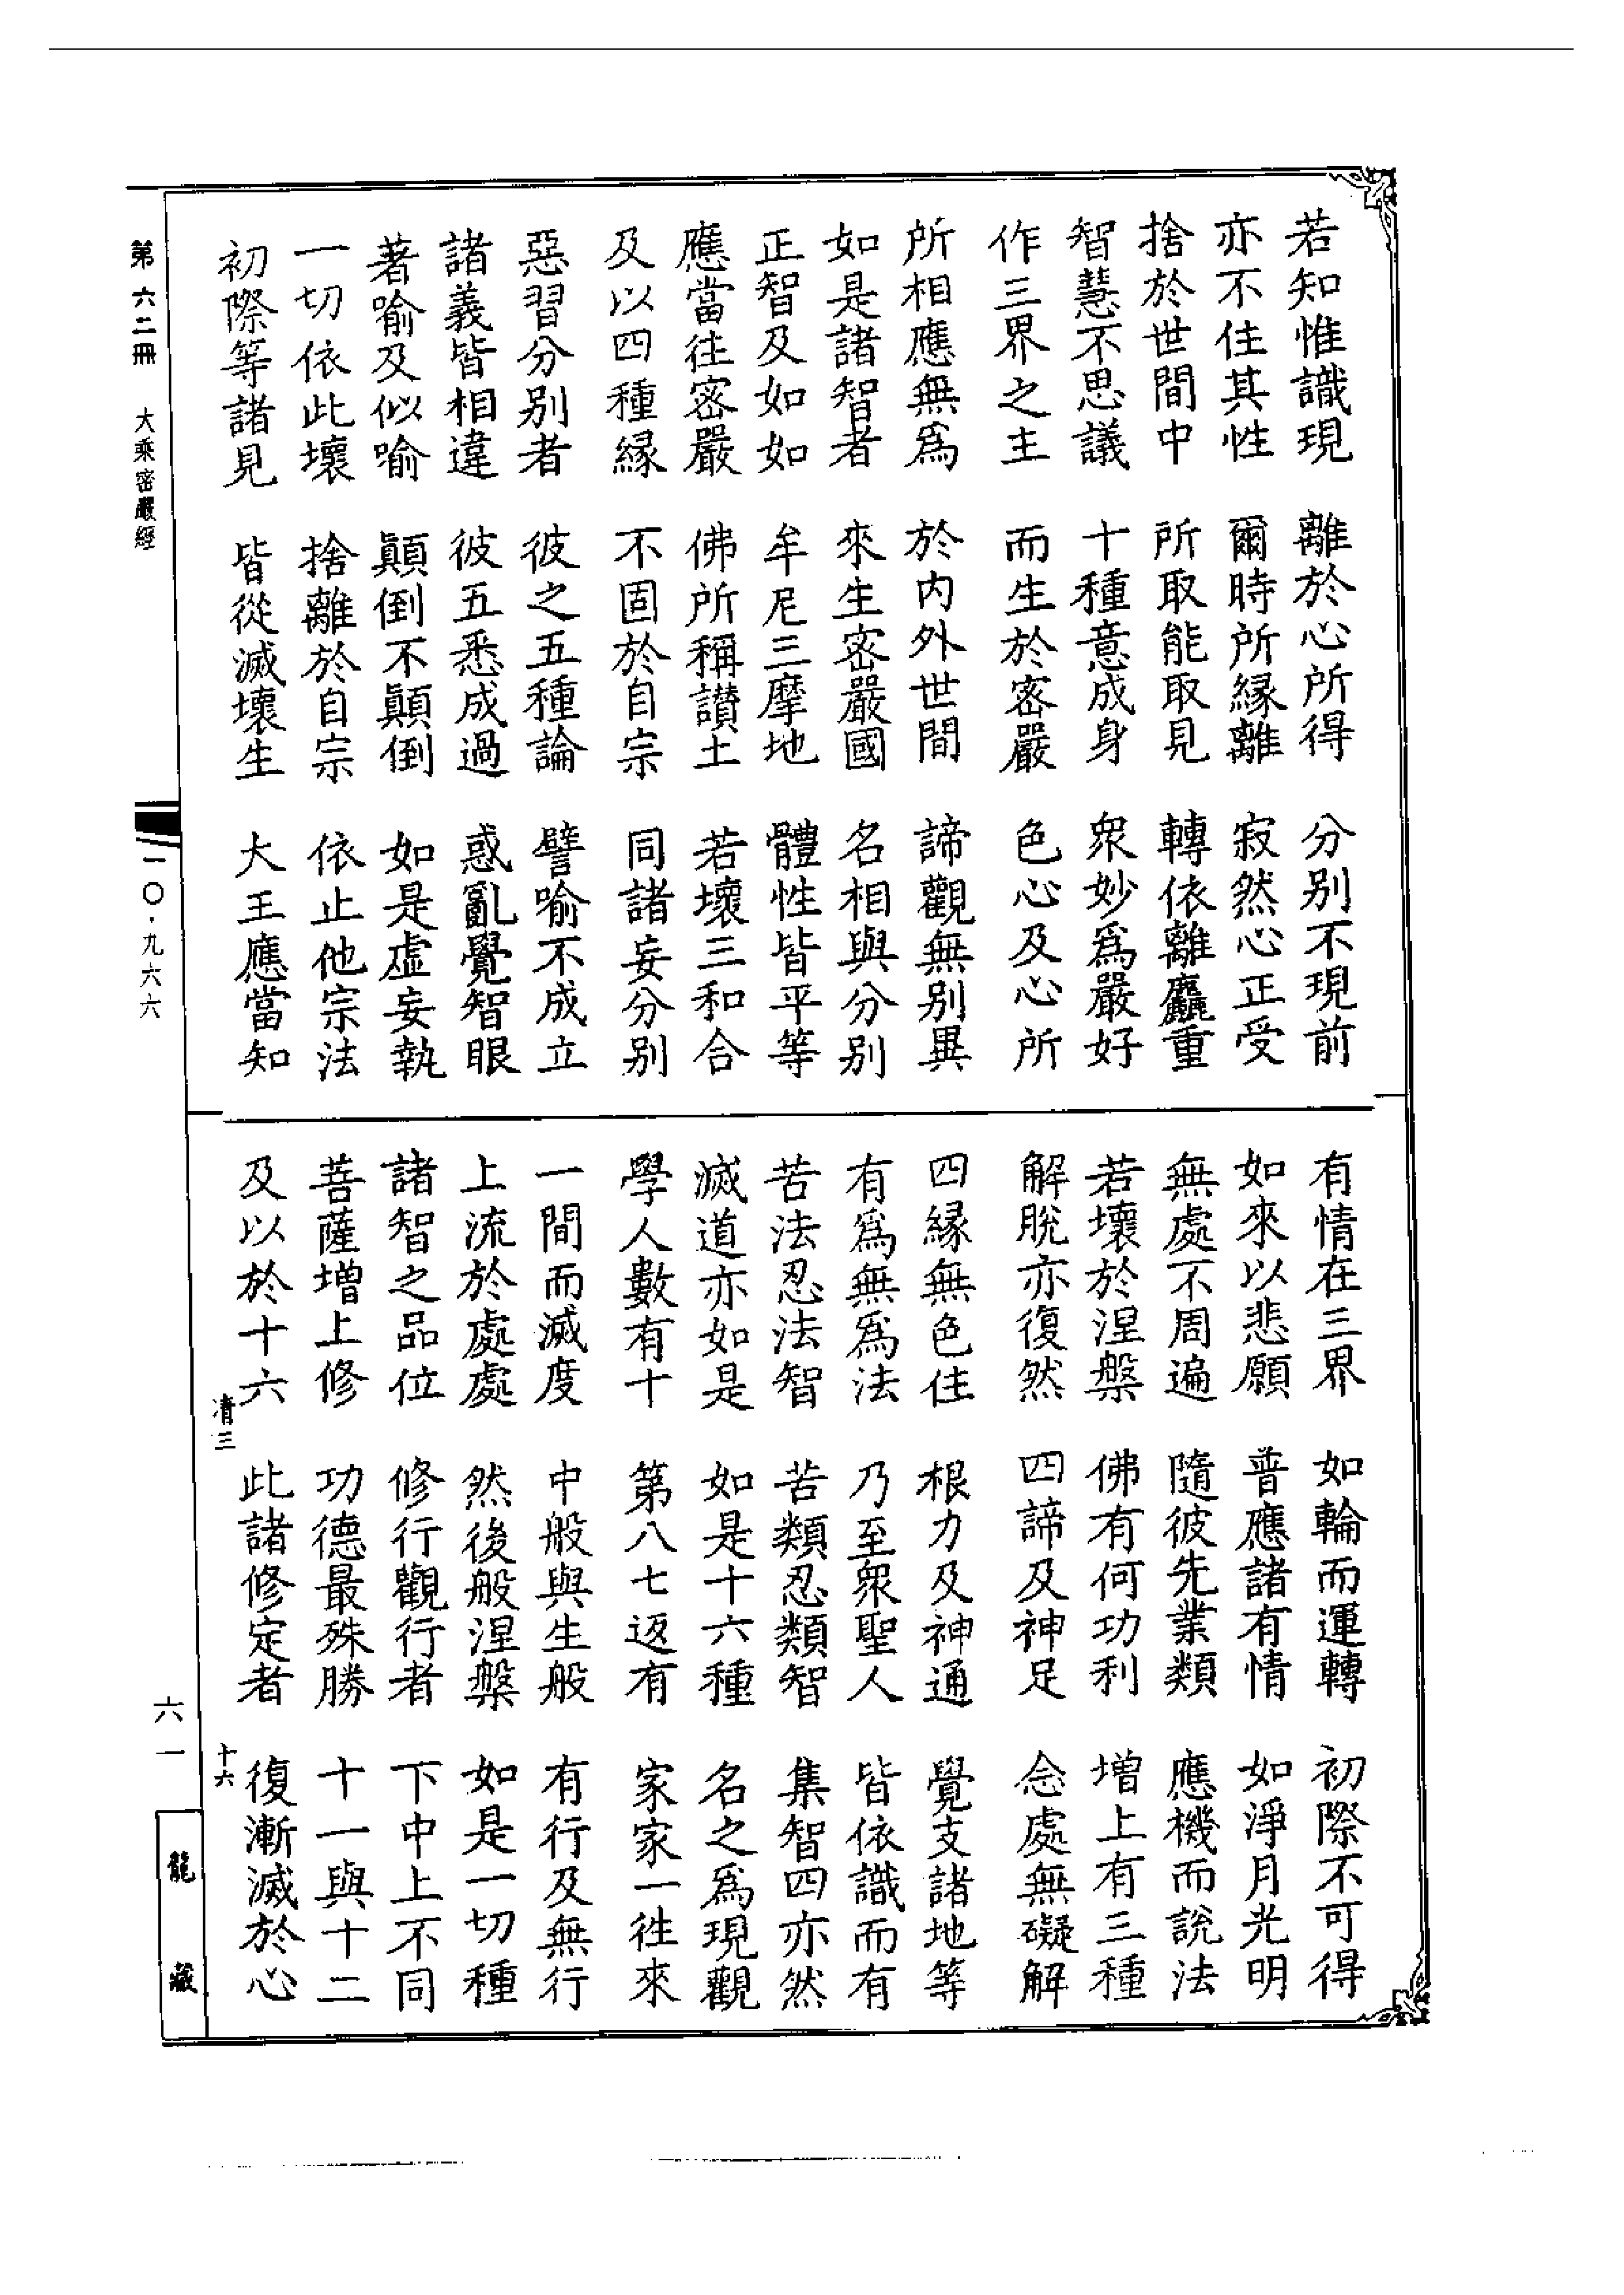 若知惟識現　離於心所得　分别不現前
亦不住其性　爾時所縁離　寂然心正受
捨於世間中　所取能取見　轉依離麤重
智慧不思議　十種意成身　衆妙爲嚴好
作三界之主　而生於密嚴　色心及心所
所相應無爲　於内外世間　諦觀無别異
如是諸智者　來生密嚴國　名相與分别
正智及如如　牟尼三摩地　體性皆平等
應當往密嚴　佛所稱讃土　若壞三和合
及以四種縁　不固於自宗　同諸妄分别
惡習分别者　彼之五種論　譬喻不成立
諸義皆相違　彼五悉成過　惑亂覺智眼
著喻及似喻　顛倒不顛倒　如是虚妄執
一切依此壞　捨離於自宗　依止他宗法
初際等諸見　皆從滅壞生　大王應當知
有情在三界　如輪而運轉　初際不可得
如來以悲願　普應諸有情　如淨月光明
無處不周遍　隨彼先業類　應機而說法
若壞於涅槃　佛有何功利　增上有三種
解脫亦復然　四諦及神足　念處無礙解
四縁無色住　根力及神通　覺支諸地等
有爲無爲法　乃至衆聖人　皆依識而有
苦法忍法智　苦類忍類智　集智四亦然
滅道亦如是　如是十六種　名之爲現觀
學人數有十　第八七返有　家家一往來
一間而滅度　中般與生般　有行及無行
上流於處處　然後般涅槃　如是一切種
諸智之品位　修行觀行者　下中上不同
菩薩增上修　功德最殊勝　十一與十二
及以於十六　此諸修定者　復漸滅於心
清三　十六
第六二冊　大乘密嚴經
一〇·九六六
六一
龍藏